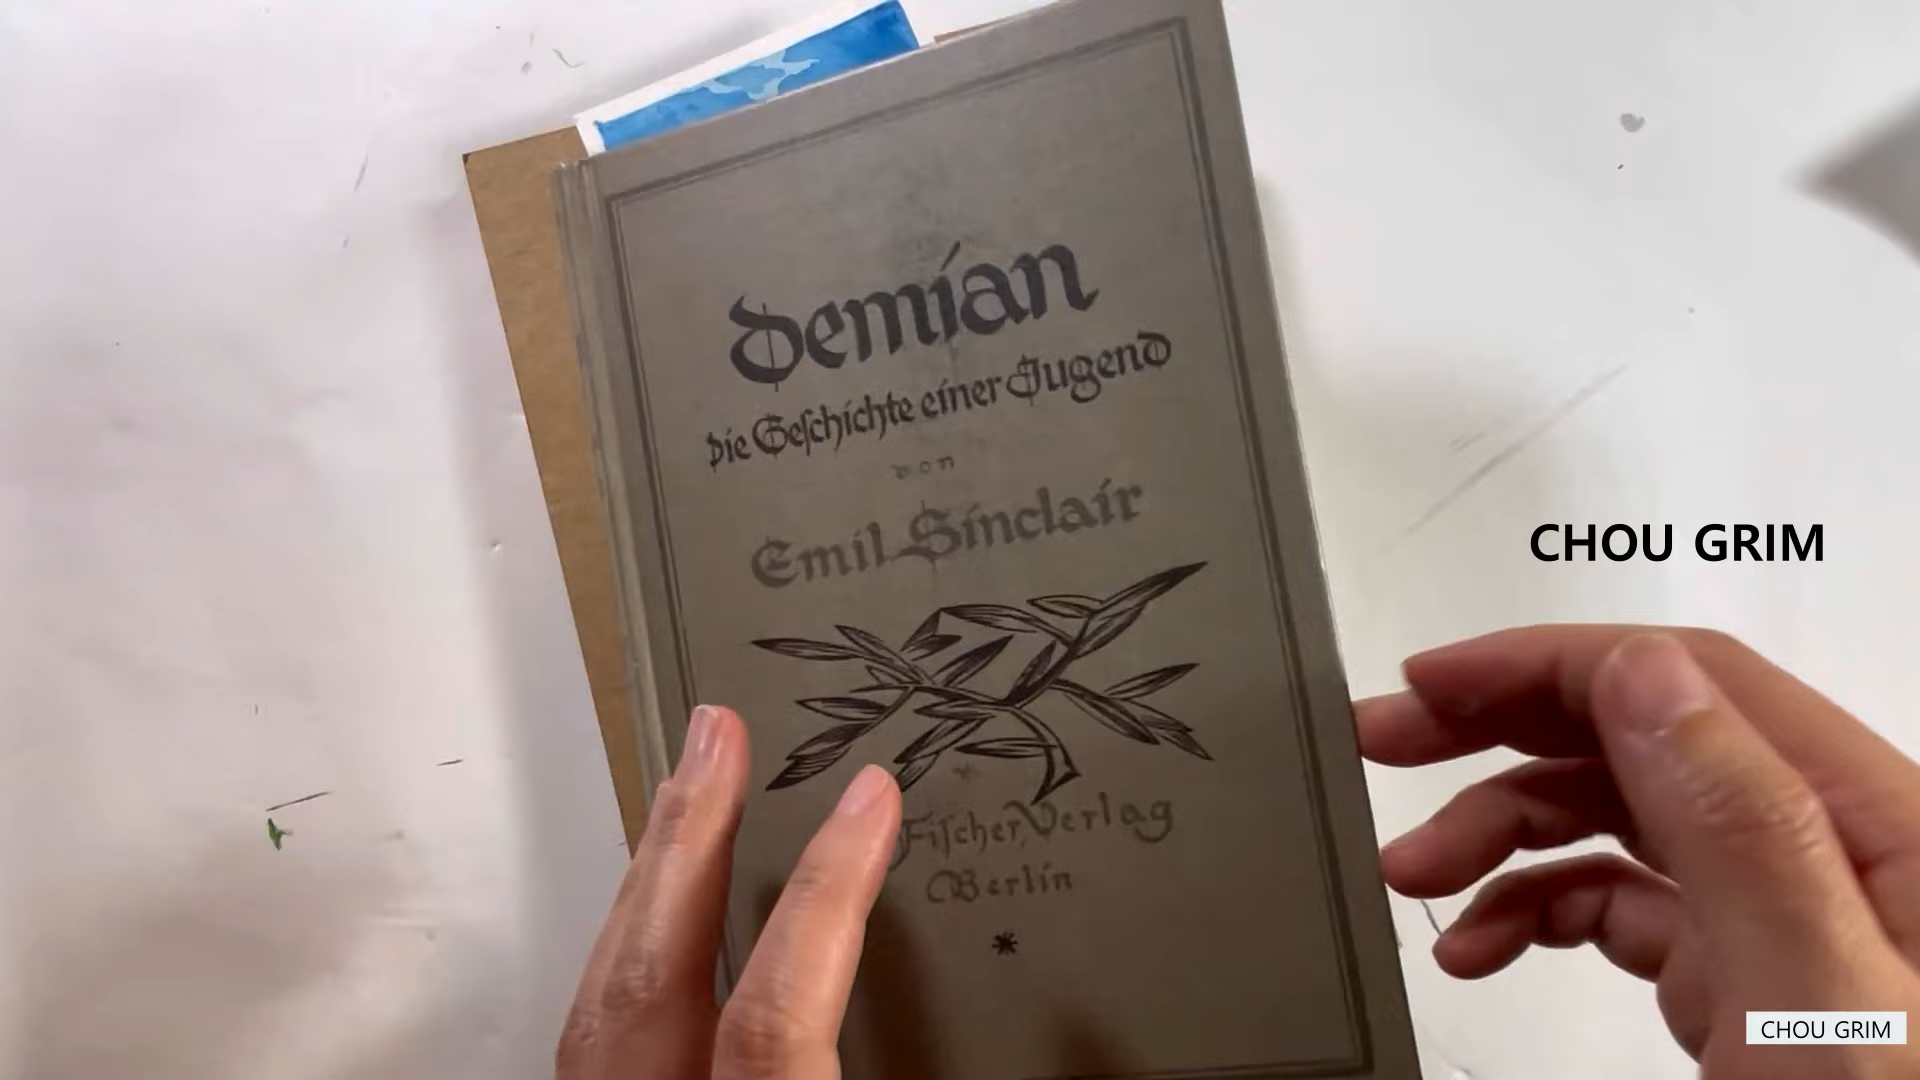 Demian
Die Geſchichte einer Jugend
von
Emil Sinclair
Fiſcher, Verlag
Berlin
*
CHOU GRIM
CHOU GRIM